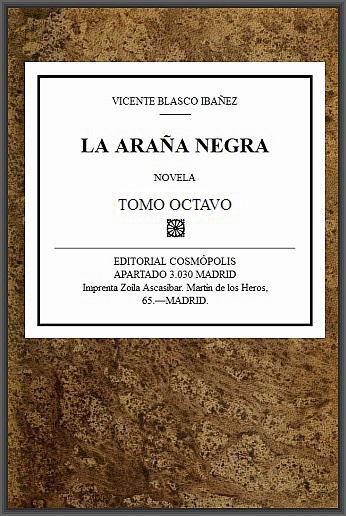 VICENTE BLASCO IBAÑEZ
LA ARAÑA NEGRA
NOVELA
TOMO OCTAVO
EDITORIAL COSMÓPOLIS
APARTADO 3.030 MADRID
Imprenta Zoila Ascasíbar. Martín de los Heros,
65.—MADRID.